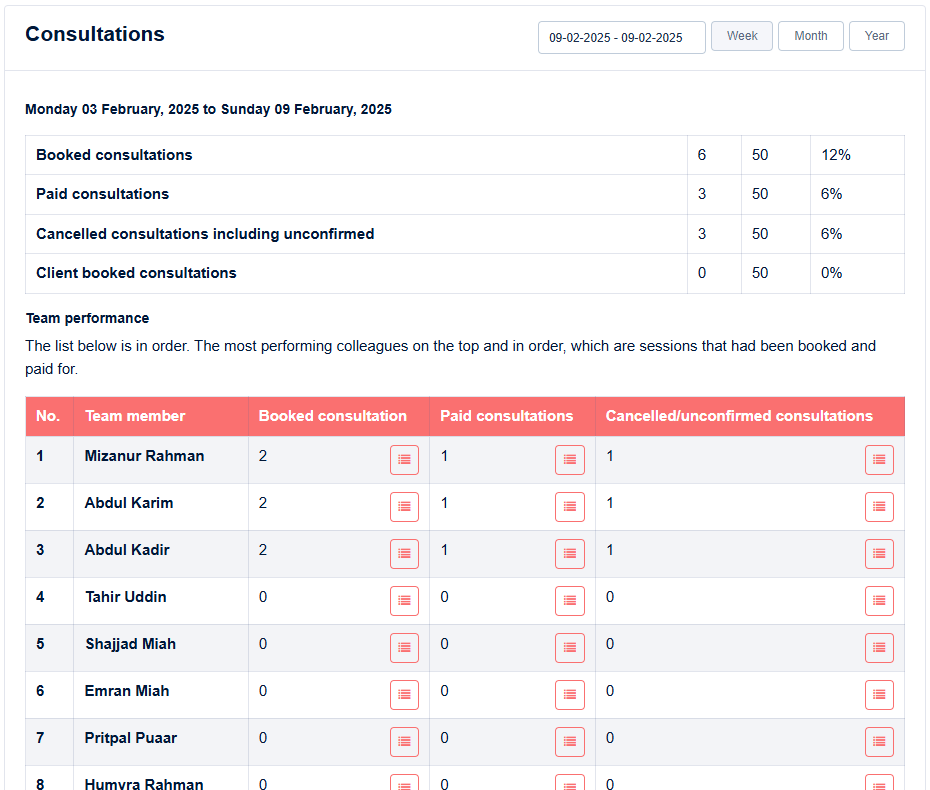 Consultations
09-02-2025 - 09-02-2025 Week Month Year
Monday 03 February, 2025 to Sunday 09 February, 2025
Booked consultations 6 50 12%
Paid consultations 3 50 6%
Cancelled consultations including unconfirmed 3 50 6%
Client booked consultations 0 50 0%
Team performance
The list below is in order. The most performing colleagues on the top and in order, which are sessions that had been booked and
paid for.
No. Team member Booked consultation Paid consultations Cancelled/unconfirmed consultations
1 Mizanur Rahman 2 1 1
2 Abdul Karim 2 1 1
3 Abdul Kadir 2 1 1
4 Tahir Uddin 0 0 0
5 Shajjad Miah 0 0 0
6 Emran Miah 0 0 0
7 Pritpal Puaar 0 0 0
8 Humyra Rahman 0 0 0